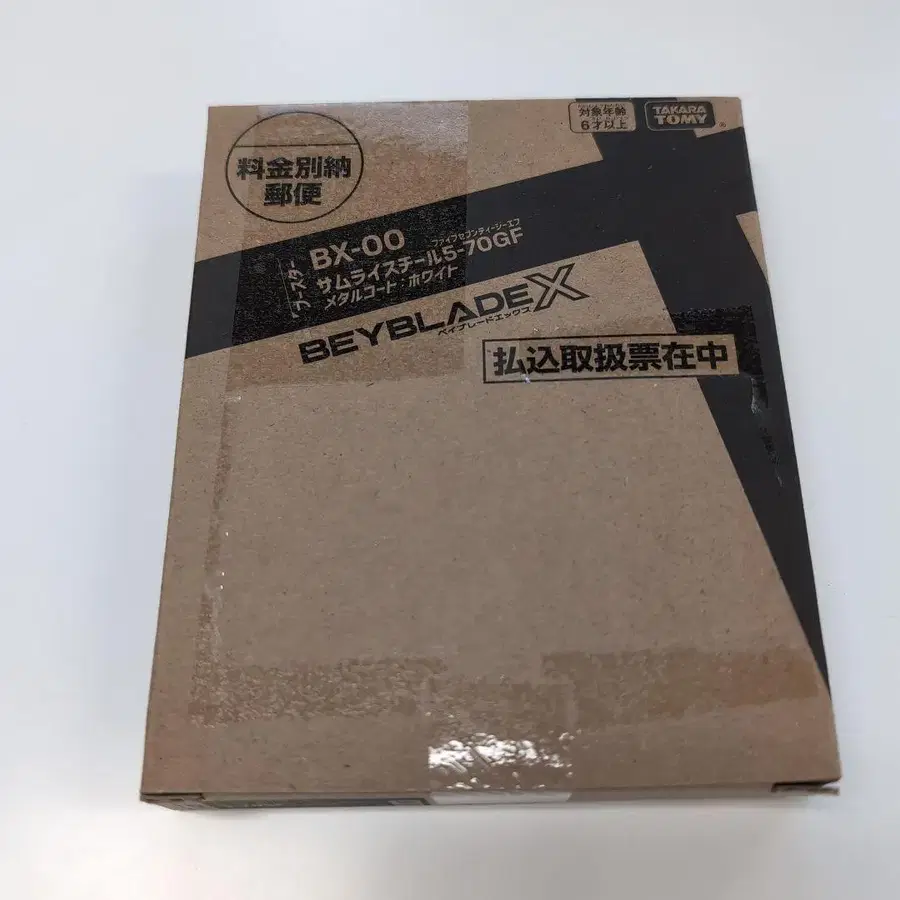 対象年齢
6才以上
TAKARA
TOMY
料金別納
郵便
ブースター
BX-00
ファイブセブンティージーエフ
サムライスチール5-70GF
メタルコート:ホワイト
BEYBLADE X
ベイブレードエックス
払込取扱票在中